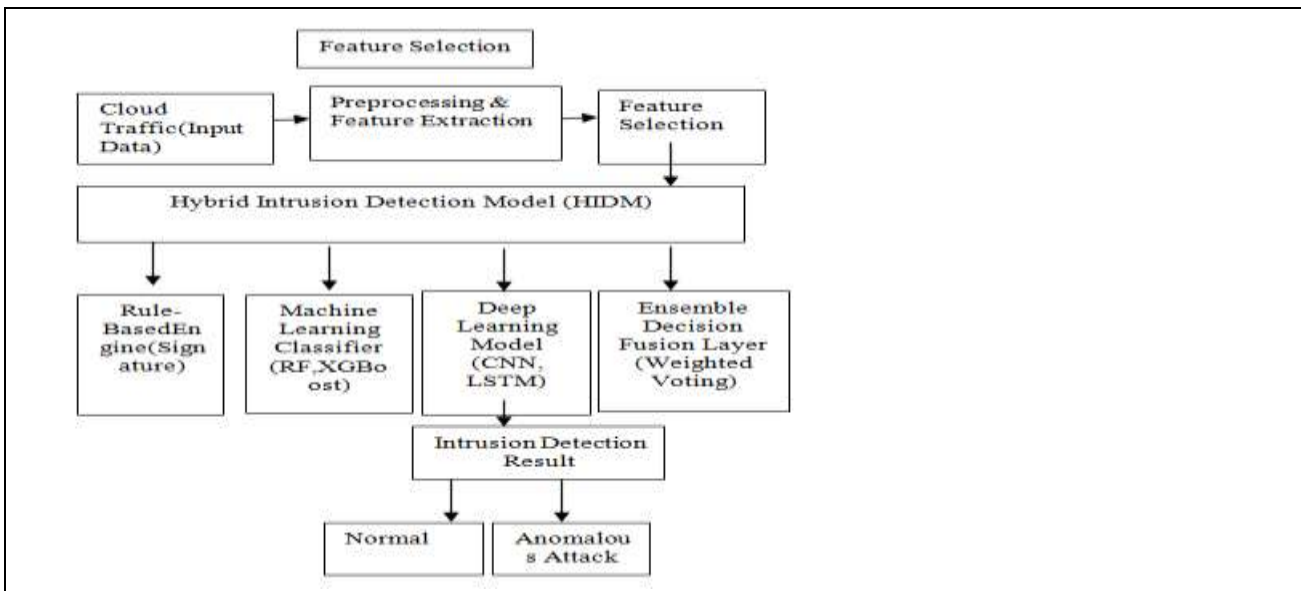 Feature Selection
Cloud
Traffic(Input
Data)
Preprocessing &
Feature Extraction
Feature
Selection
Hybrid Intrusion Detection Model (HIDM)
Rule-
BasedEn
gine(Sign
ature)
Machine
Learning
Classifier
(RF,XGBo
ost)
Deep
Learning
Model
(CNN,
LSTM)
Ensemble
Decision
Fusion Layer
(Weighted
Voting)
Intrusion Detection
Result
Normal
Anomalou
s Attack